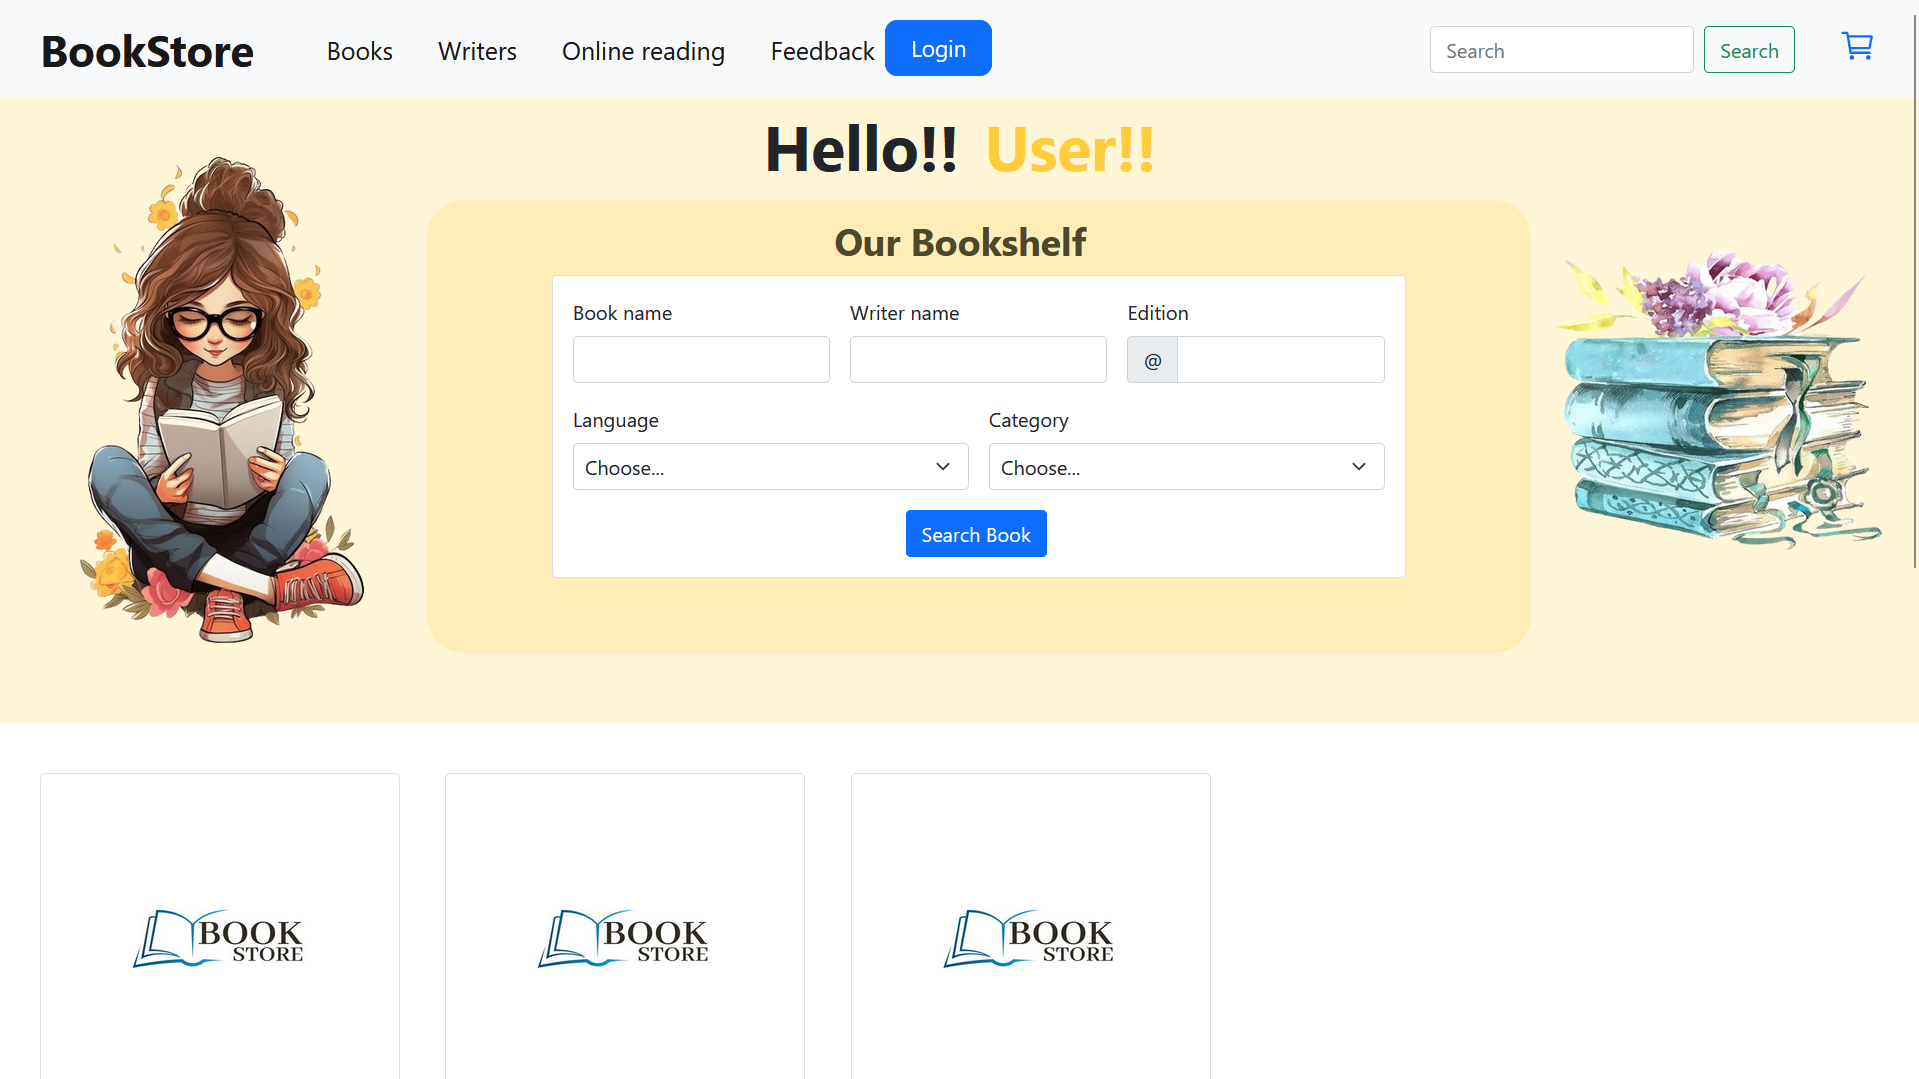 BookStore Books Writers Online reading Feedback Login Search Search
Hello!! User!!
Our Bookshelf
Book name Writer name Edition
@
Language Category
Choose... Choose...
Search Book
BOOK STORE
BOOK STORE
BOOK STORE